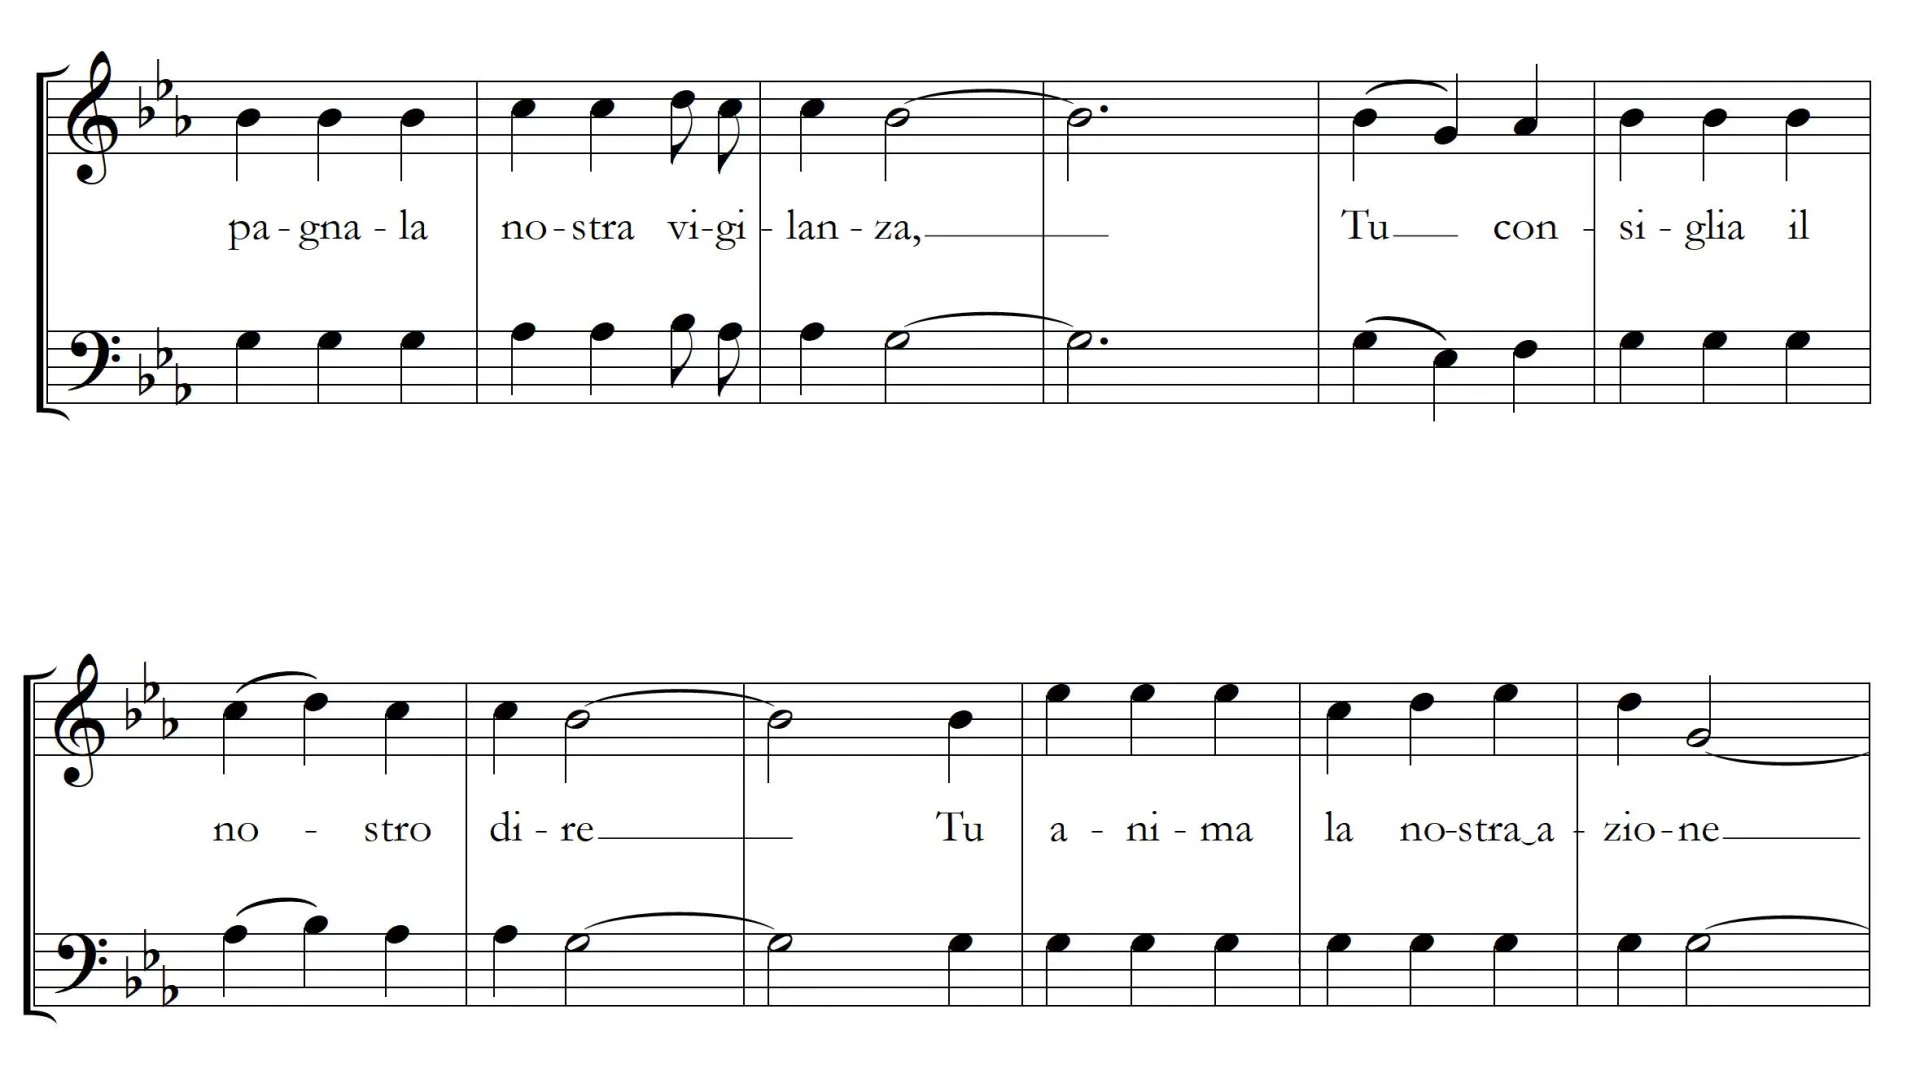 pa - gna - la no - stra vi - gi - lan - za, Tu con - si - glia il
no - stro di - re Tu a - ni - ma la no - stra‿a - zio - ne